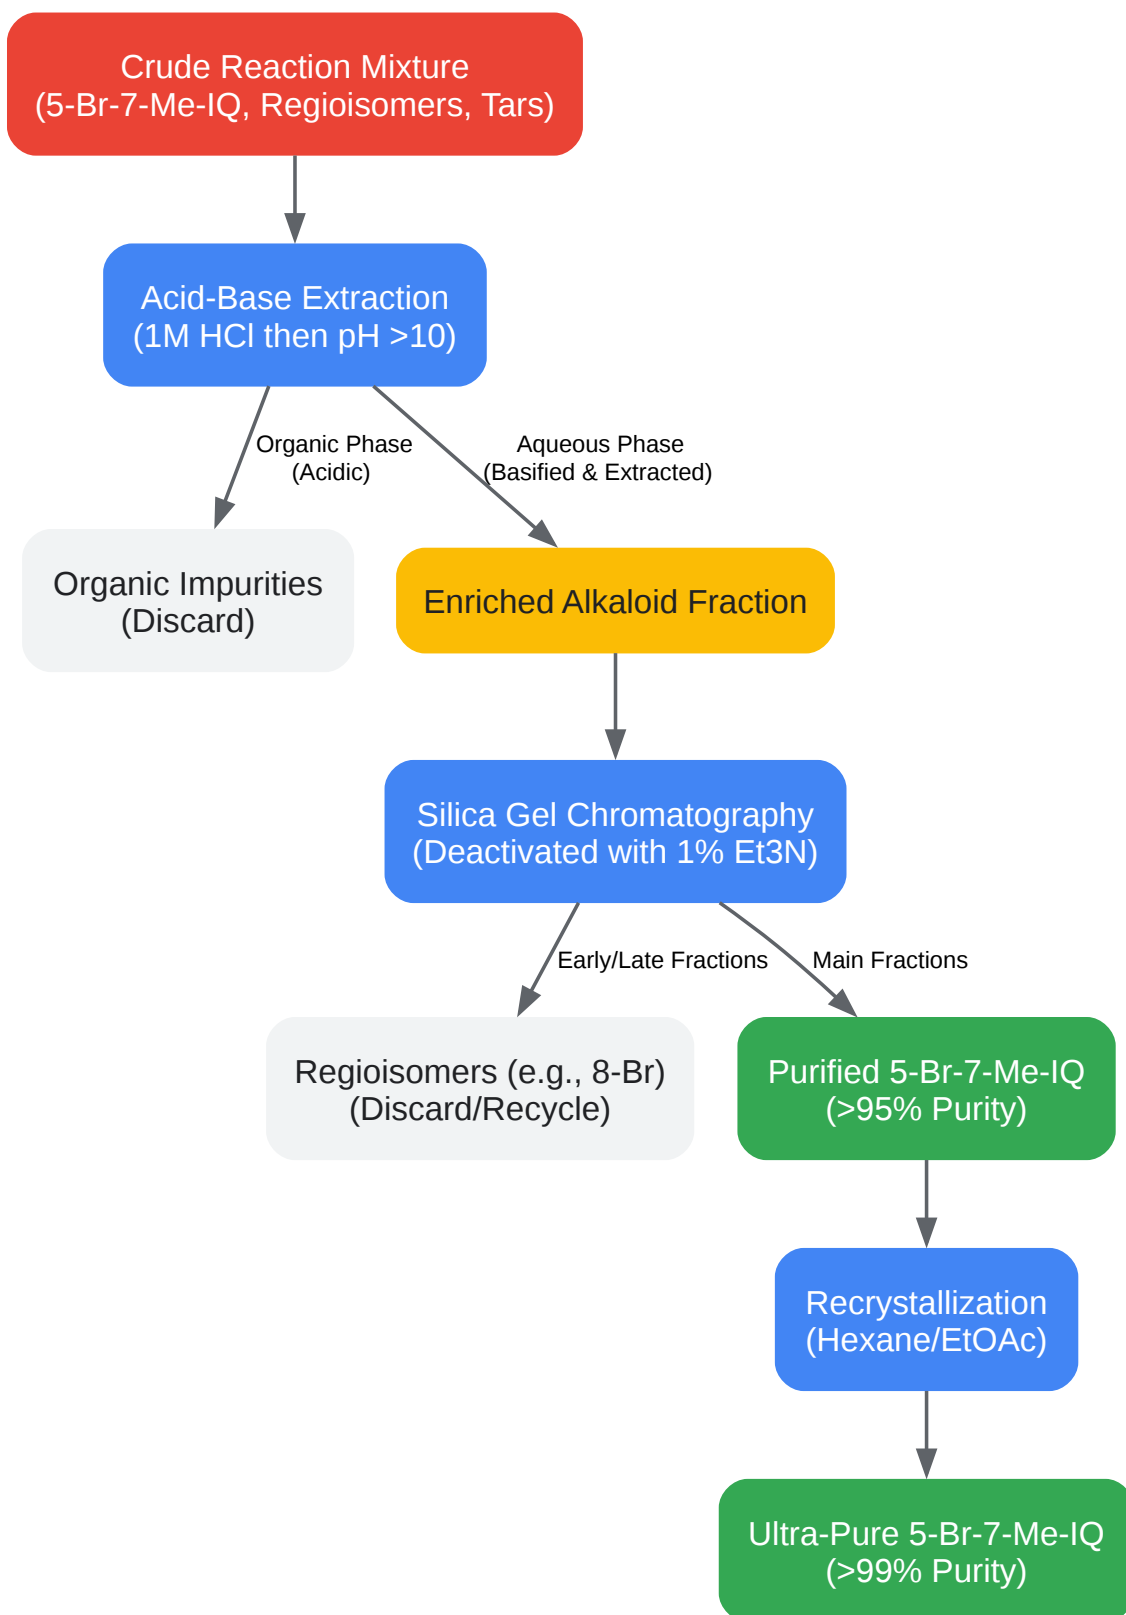 Crude Reaction Mixture
(5-Br-7-Me-IQ, Regioisomers, Tars)
Acid-Base Extraction
(1M HCl then pH >10)
Organic Phase
(Acidic)
Aqueous Phase
(Basified & Extracted)
Organic Impurities
(Discard)
Enriched Alkaloid Fraction
Silica Gel Chromatography
(Deactivated with 1% Et3N)
Early/Late Fractions
Main Fractions
Regioisomers (e.g., 8-Br)
(Discard/Recycle)
Purified 5-Br-7-Me-IQ
(>95% Purity)
Recrystallization
(Hexane/EtOAc)
Ultra-Pure 5-Br-7-Me-IQ
(>99% Purity)